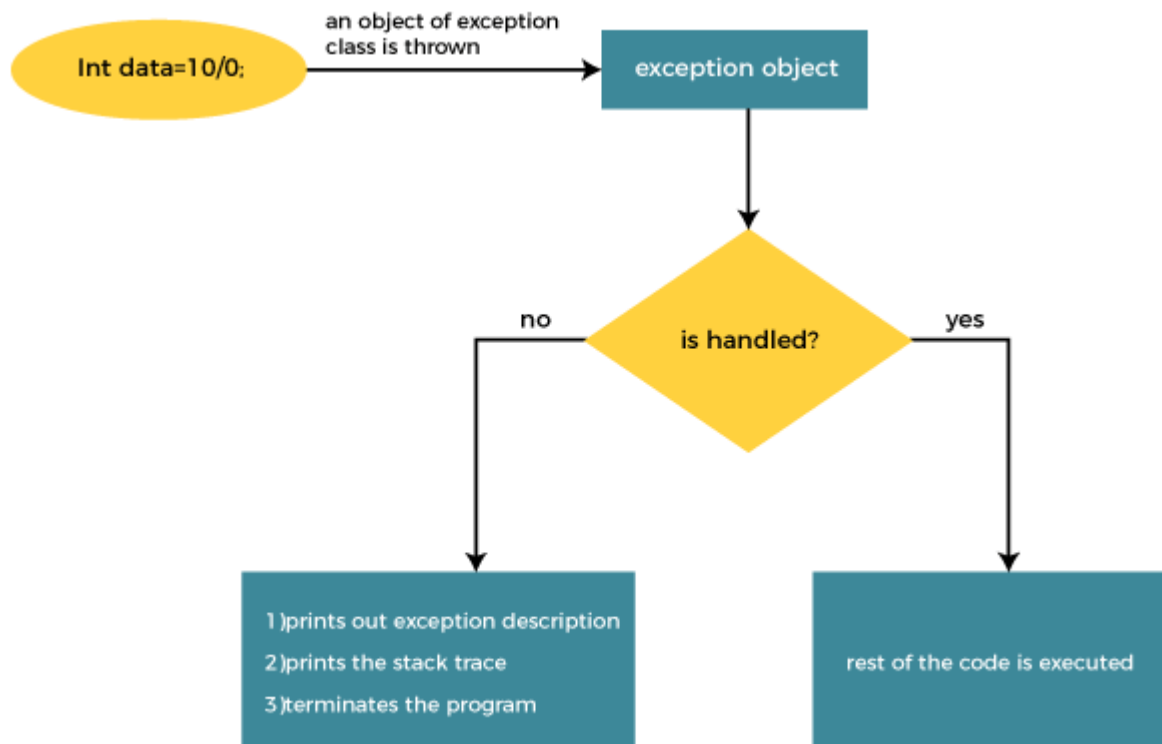 Int data=10/0;
an object of exception
class is thrown
exception object
is handled?
no
yes
1)prints out exception description
2)prints the stack trace
3)terminates the program
rest of the code is executed